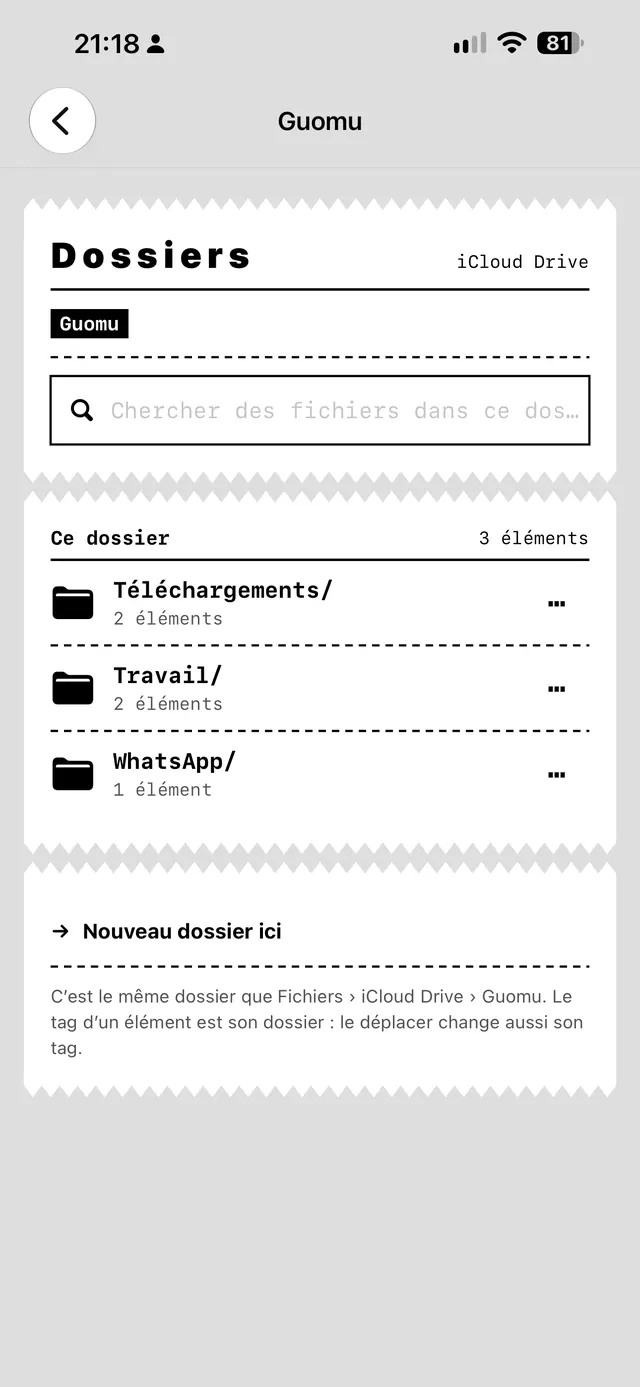 21:18
81
Guomu
Dossiers
iCloud Drive
Guomu
Chercher des fichiers dans ce dos…
Ce dossier
3 éléments
Téléchargements/
2 éléments
Travail/
2 éléments
WhatsApp/
1 élément
→ Nouveau dossier ici
C’est le même dossier que Fichiers › iCloud Drive › Guomu. Le
tag d’un élément est son dossier : le déplacer change aussi son
tag.